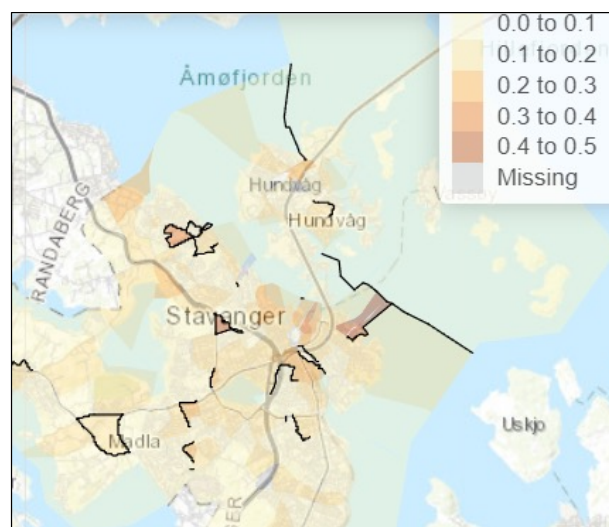 0.0 to 0.1
0.1 to 0.2
0.2 to 0.3
0.3 to 0.4
0.4 to 0.5
Missing
Åmøfjorden
Hundvåg
Hundvåg
RANDABERG
Stavanger
Madla
Uskjo